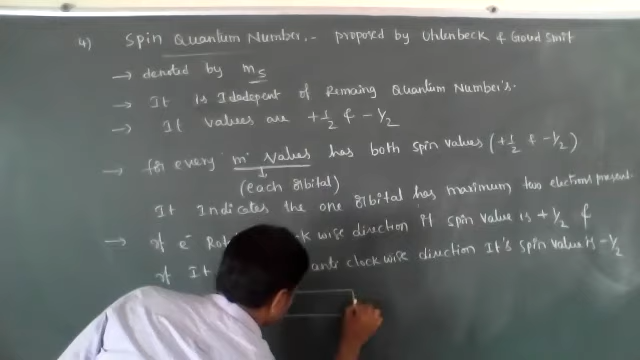 4) Spin Quantum Number.- proposed by Uhlenbeck & Goudsmit
→ denoted by ms
→ It is Idadepent of Remaing Quantum Number's.
→ It values are +1/2 & -1/2
→ for every 'm' values has both spin values (+1/2 & -1/2)
(each orbital)
It Indicates the one orbital has maximum two electrons present.
→ If e- Rot k wise direction it spin value is +1/2 &
If It anti clock wise direction It's spin value is -1/2